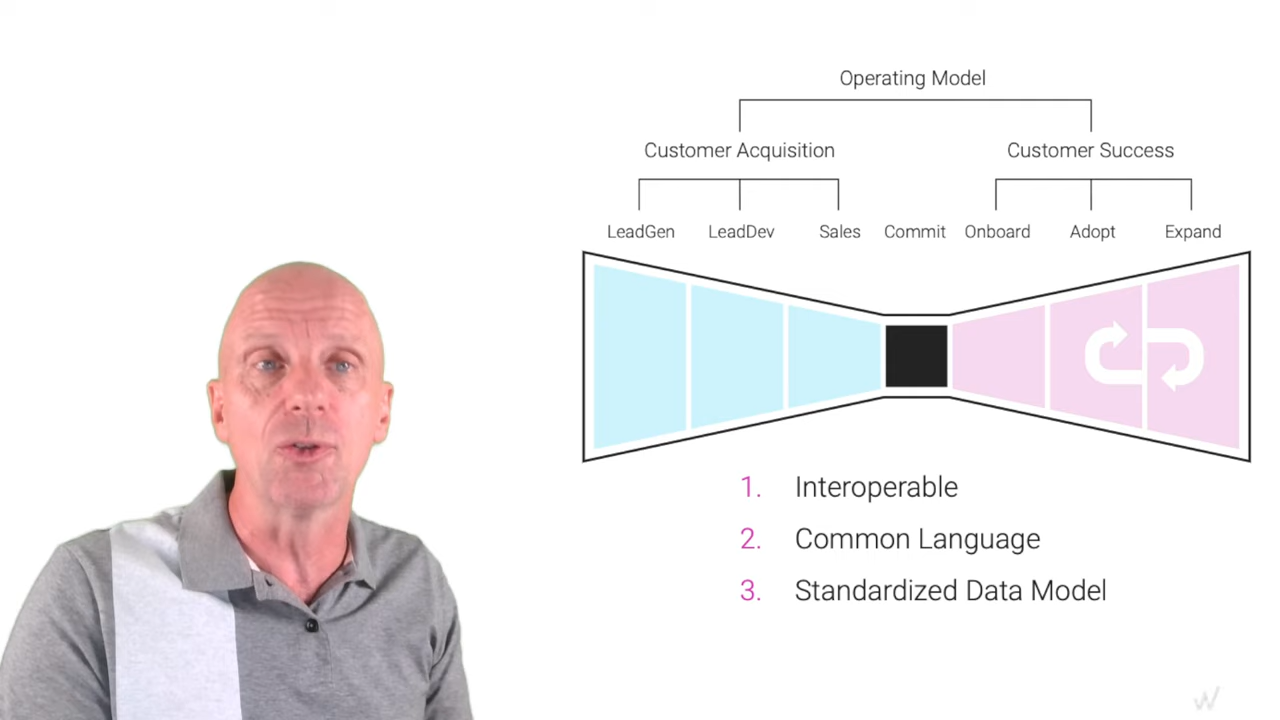 Operating Model
Customer Acquisition
Customer Success
LeadGen
LeadDev
Sales
Commit
Onboard
Adopt
Expand
1. Interoperable
2. Common Language
3. Standardized Data Model
W